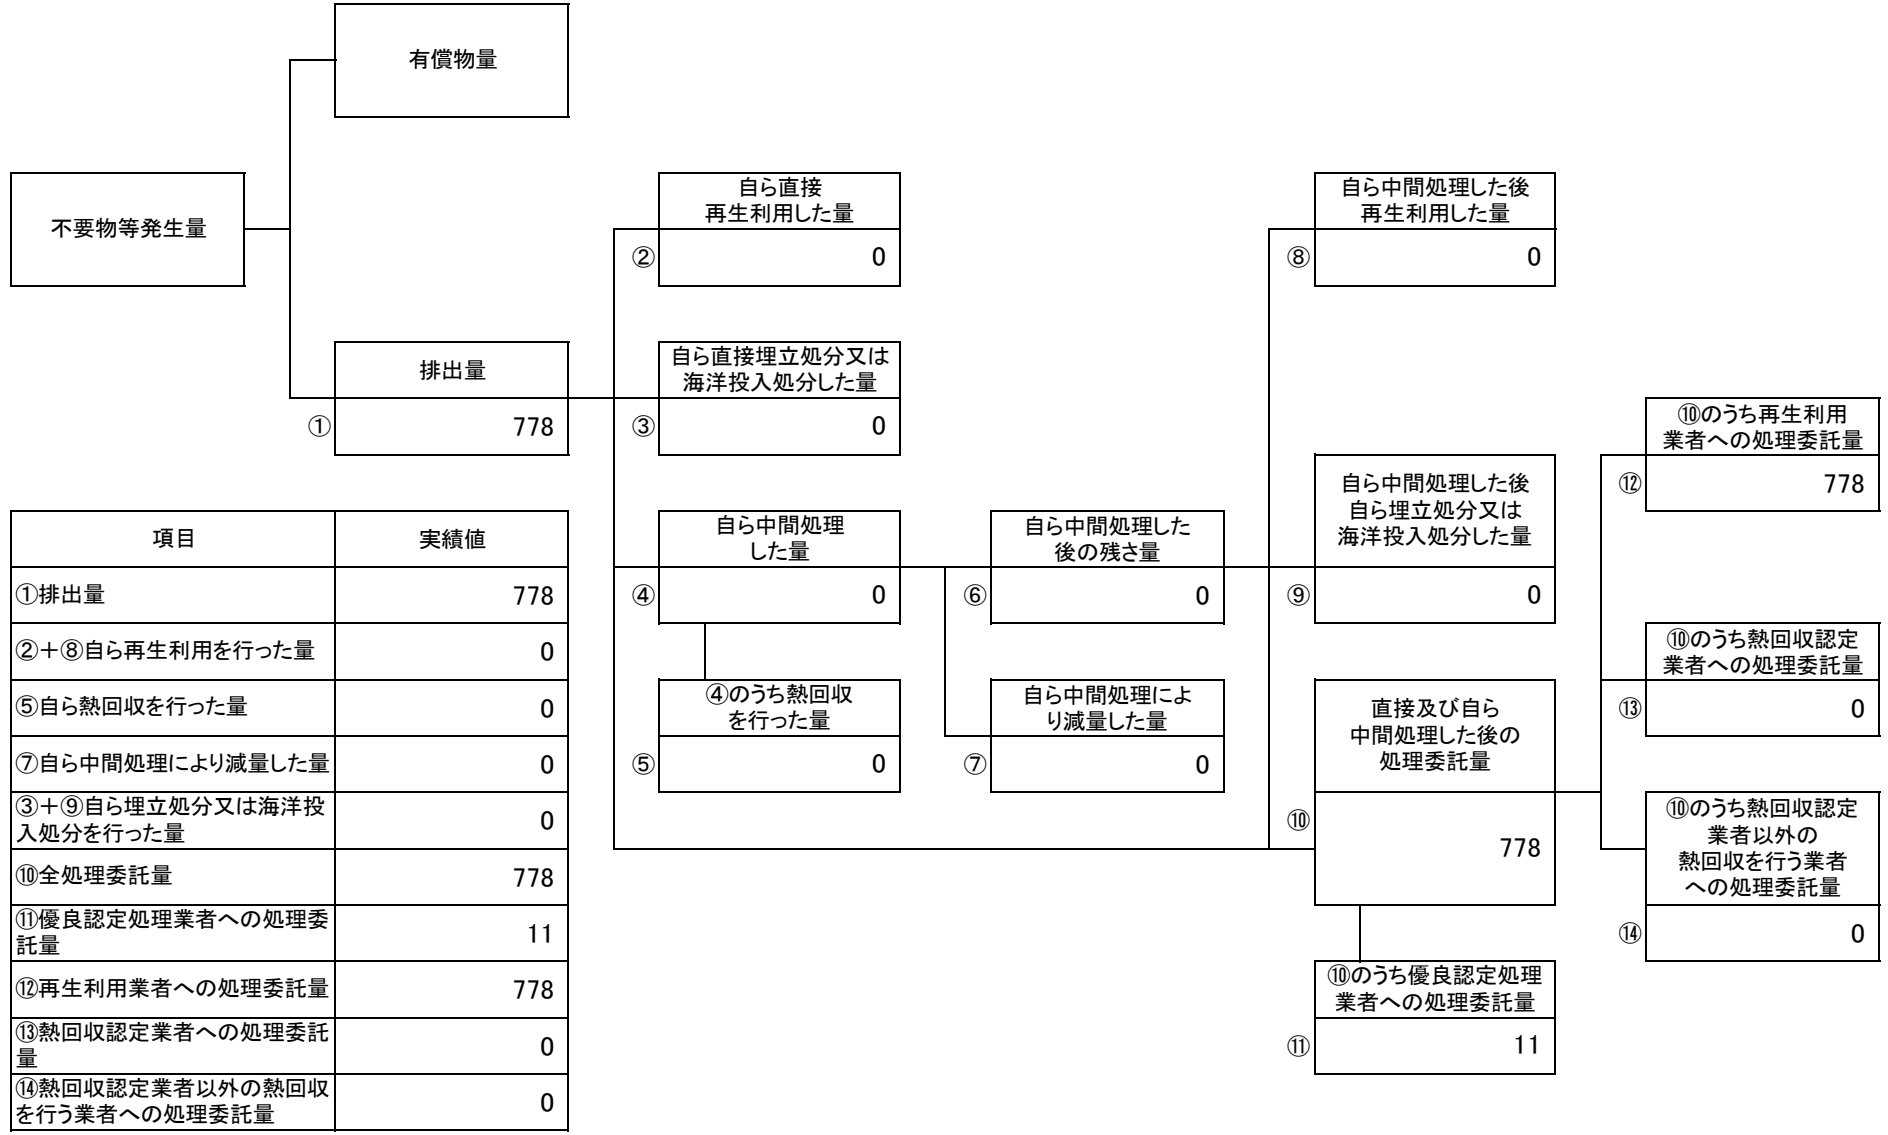 有償物量
不要物等発生量
自ら直接
再生利用した量
②
0
自ら中間処理した後
再生利用した量
⑧
0
排出量
①
778
自ら直接埋立処分又は
海洋投入処分した量
③
0
⑩のうち再生利用
業者への処理委託量
⑫
778
自ら中間処理した後
自ら埋立処分又は
海洋投入処分した量
⑨
0
自ら中間処理
した量
④
0
自ら中間処理した
後の残さ量
⑥
0
④のうち熱回収
を行った量
⑤
0
自ら中間処理によ
り減量した量
⑦
0
⑩のうち熱回収認定
業者への処理委託量
⑬
0
直接及び自ら
中間処理した後の
処理委託量
⑩
778
⑩のうち熱回収認定
業者以外の
熱回収を行う業者
への処理委託量
⑭
0
⑩のうち優良認定処理
業者への処理委託量
⑪
11
項目 実績値
①排出量 778
②＋⑧自ら再生利用を行った量 0
⑤自ら熱回収を行った量 0
⑦自ら中間処理により減量した量 0
③＋⑨自ら埋立処分又は海洋投
入処分を行った量 0
⑩全処理委託量 778
⑪優良認定処理業者への処理委
託量 11
⑫再生利用業者への処理委託量 778
⑬熱回収認定業者への処理委託
量 0
⑭熱回収認定業者以外の熱回収
を行う業者への処理委託量 0